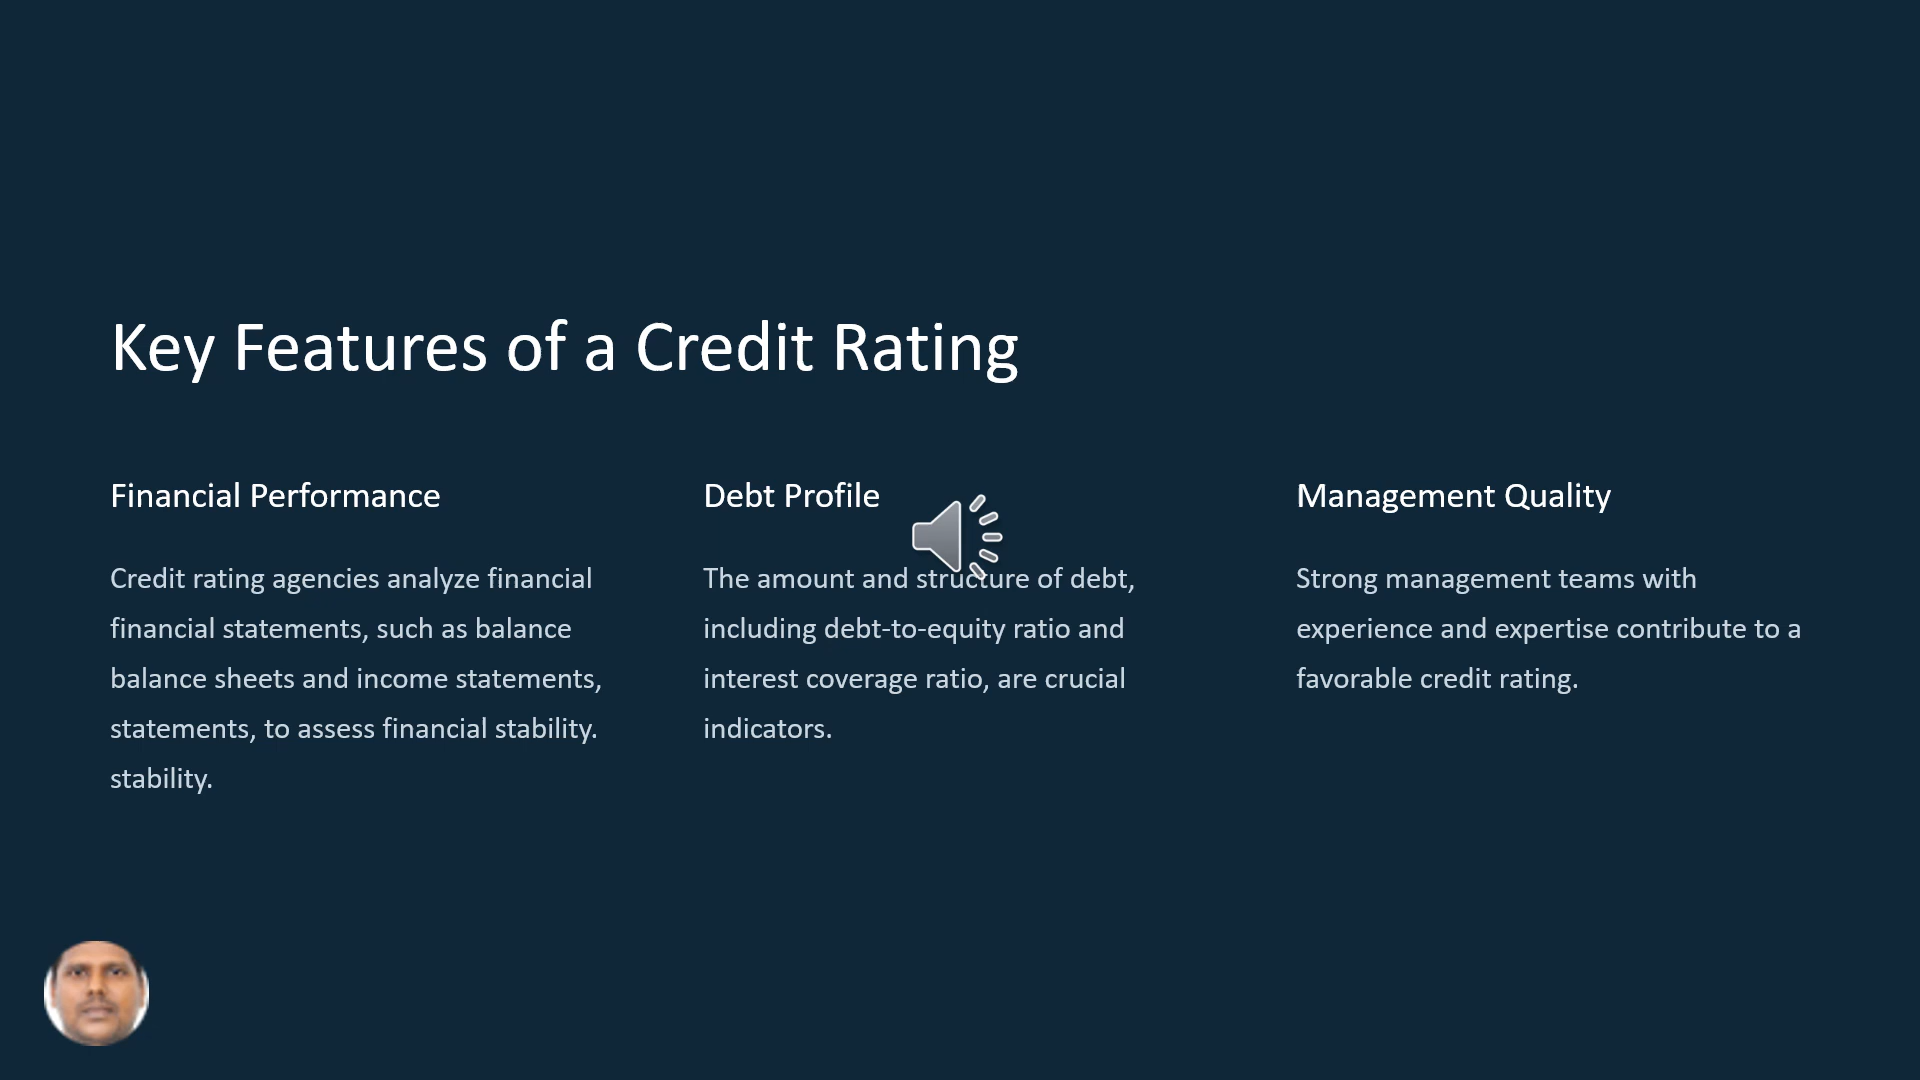 Key Features of a Credit Rating
Financial Performance
Credit rating agencies analyze financial
financial statements, such as balance
balance sheets and income statements,
statements, to assess financial stability.
stability.
Debt Profile
The amount and structure of debt,
including debt-to-equity ratio and
interest coverage ratio, are crucial
indicators.
Management Quality
Strong management teams with
experience and expertise contribute to a
favorable credit rating.